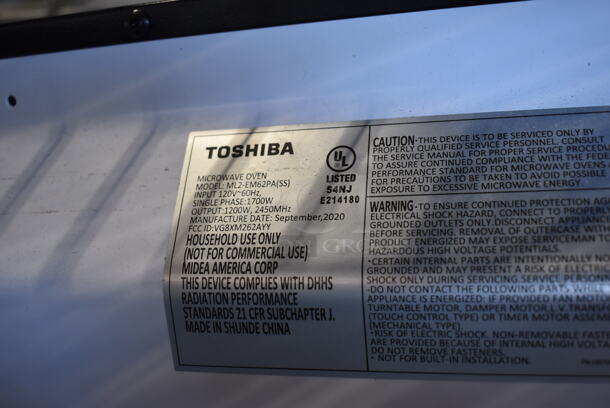 TOSHIBA
MICROWAVE OVEN
MODEL: ML2-EM62PA(SS)
INPUT: 120V~60Hz,
SINGLE PHASE:1700W
OUTPUT:1200W, 2450MHz
MANUFACTURE DATE: September,2020
FCC ID:VG8XM262AYY
HOUSEHOLD USE ONLY
(NOT FOR COMMERCIAL USE)
MIDEA AMERICA CORP
THIS DEVICE COMPLIES WITH DHHS
RADIATION PERFORMANCE
STANDARDS 21 CFR SUBCHAPTER J.
MADE IN SHUNDE CHINA
UL
LISTED
54NJ
E214180
CAUTION-THIS DEVICE IS TO BE SERVICED ONLY BY
PROPERLY QUALIFIED SERVICE PERSONNEL. CONSULT
THE SERVICE MANUAL FOR PROPER SERVICE
TO ASSURE CONTINUED COMPLIANCE WITH THE
PERFORMANCE STANDARD FOR MICROWAVE OVENS
FOR PRECAUTIONS TO BE TAKEN TO AVOID POSSIBLE
EXPOSURE TO EXCESSIVE MICROWAVE ENERGY.
WARNING-TO ENSURE CONTINUED PROTECTION
ELECTRICAL SHOCK HAZARD, CONNECT TO PROPERLY
GROUNDED OUTLETS ONLY.DISCONNECT
BEFORE SERVICING. REMOVAL OF OUTERCASE OR
PRODUCT ENERGIZED MAY EXPOSE SERVICEMAN TO
HAZARDOUS HIGH VOLTAGE POTENTIALS.
•CERTAIN INTERNAL PARTS ARE INTENTIONALLY
GROUNDED AND MAY PRESENT A RISK OF ELECTRIC
SHOCK ONLY DURING SERVICING.SERVICE
-DO NOT CONTACT THE FOLLOWING PARTS WHILE
APPLIANCE IS ENERGIZED: IF PROVIDED FAN MOTOR
TURNTABLE MOTOR, DAMPER MOTOR,L.V.
(TOUCH CONTROL TYPE) OR TIMER MOTOR
(MECHANICAL TYPE).
•RISK OF ELECTRIC SHOCK. NON-REMOVABLE
ARE PROVIDED BECAUSE OF INTERNAL HIGH
DO NOT REMOVE FASTENERS.
• NOT FOR BUILT-IN INSTALLATION.